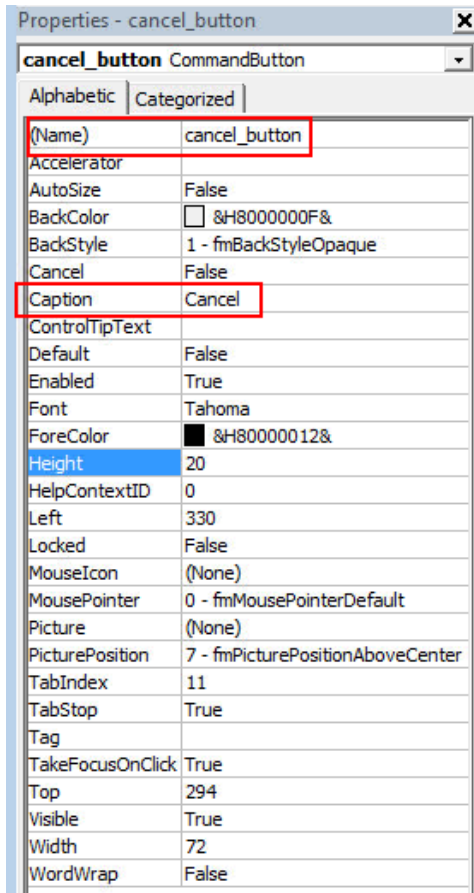 Properties - cancel_button
cancel_button CommandButton
Alphabetic Categorized
(Name) cancel_button
Accelerator
AutoSize False
BackColor &H8000000F&
BackStyle 1 - fmBackStyleOpaque
Cancel False
Caption Cancel
ControlTipText
Default False
Enabled True
Font Tahoma
ForeColor &H80000012&
Height 20
HelpContextID 0
Left 330
Locked False
MouseIcon (None)
MousePointer 0 - fmMousePointerDefault
Picture (None)
PicturePosition 7 - fmPicturePositionAboveCenter
TabIndex 11
TabStop True
Tag
TakeFocusOnClick True
Top 294
Visible True
Width 72
WordWrap False